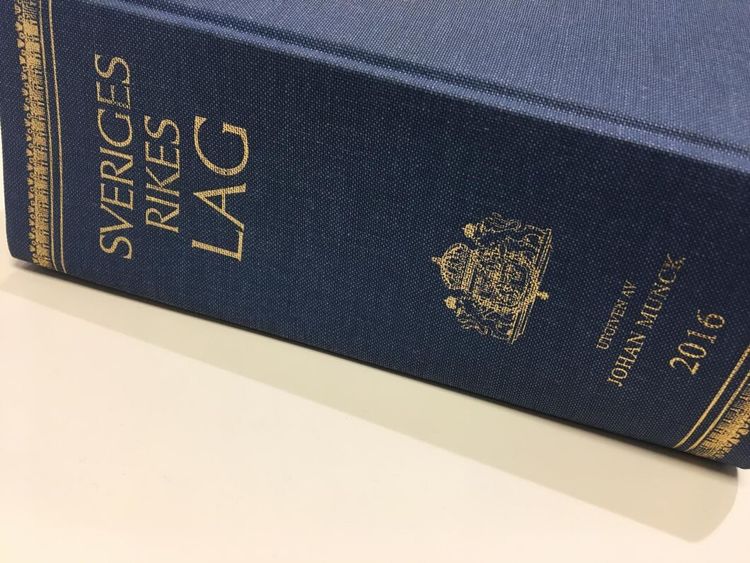 SVERIGES
RIKES
LAG
UTGIVEN AV
JOHAN MUNCK
2016